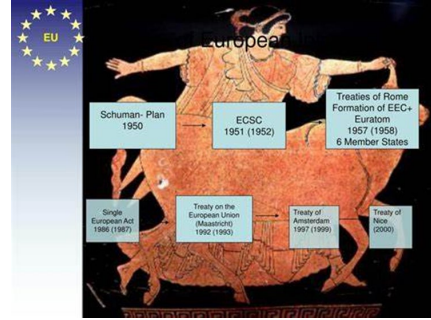 EU
European
Schuman- Plan
1950
ECSC
1951 (1952)
Treaties of Rome
Formation of EEC+
Euratom
1957 (1958)
6 Member States
Single
European Act
1986 (1987)
Treaty on the
European Union
(Maastricht)
1992 (1993)
Treaty of
Amsterdam
1997 (1999)
Treaty of
Nice
(2000)